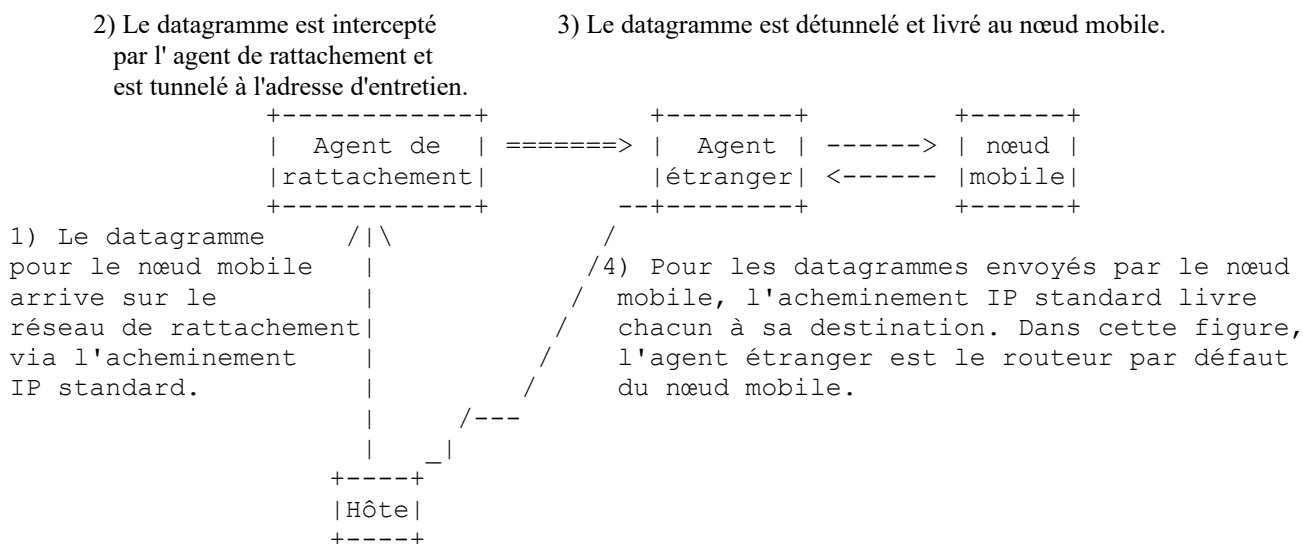 2) Le datagramme est intercepté 3) Le datagramme est détunnelé et livré au nœud mobile.
par l' agent de rattachement et
est tunnelé à l'adresse d'entretien.
+------------+ +--------+ +------+
| Agent de | =======> | Agent | ------> | nœud |
|rattachement| |étranger| <------ |mobile|
+------------+ --+--------+ +------+
1) Le datagramme /|\ /
pour le nœud mobile | /4) Pour les datagrammes envoyés par le nœud
arrive sur le | / mobile, l'acheminement IP standard livre
réseau de rattachement| / chacun à sa destination. Dans cette figure,
via l'acheminement | / l'agent étranger est le routeur par défaut
IP standard. | / du nœud mobile.
| /---
| _|
+----+
|Hôte|
+----+